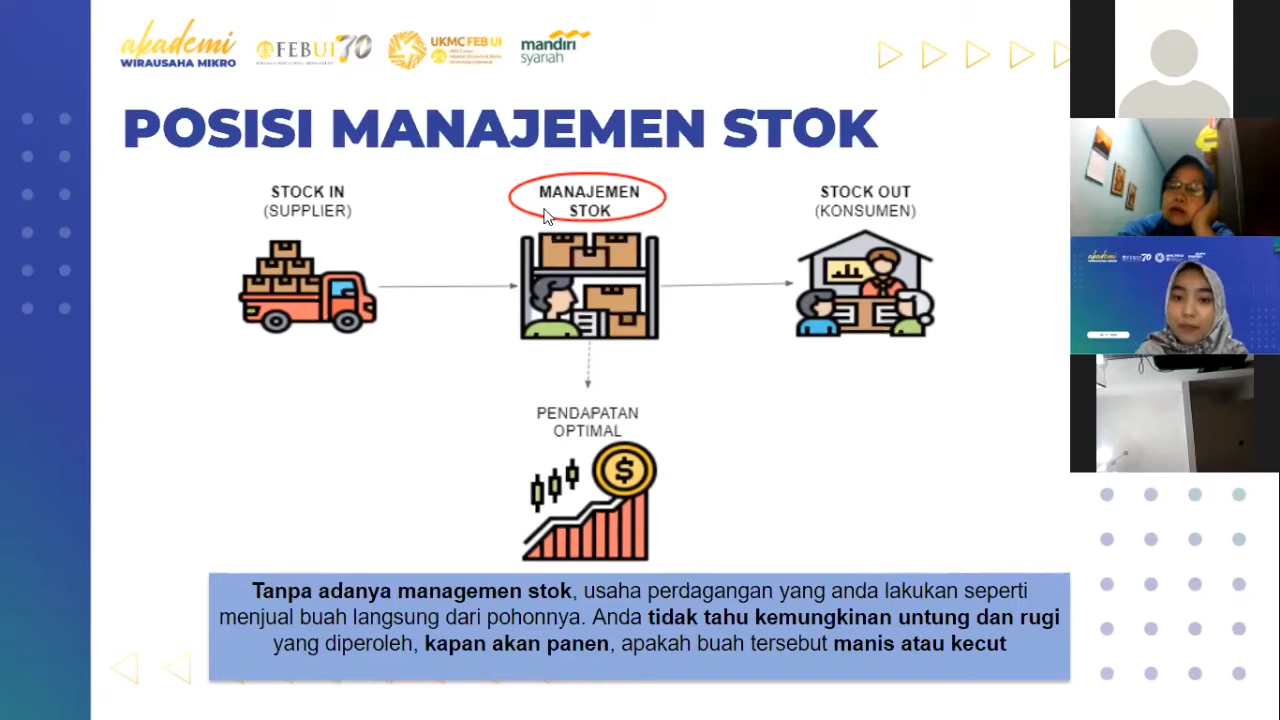 akademi
WIRAUSAHA MIKRO
FEBUI 70
UKMC FEB UI
mandiri
syariah
POSISI MANAJEMEN STOK
STOCK IN
(SUPPLIER)
MANAJEMEN
STOK
STOCK OUT
(KONSUMEN)
PENDAPATAN
OPTIMAL
$
Tanpa adanya managemen stok, usaha perdagangan yang anda lakukan seperti
menjual buah langsung dari pohonnya. Anda tidak tahu kemungkinan untung dan rugi
yang diperoleh, kapan akan panen, apakah buah tersebut manis atau kecut